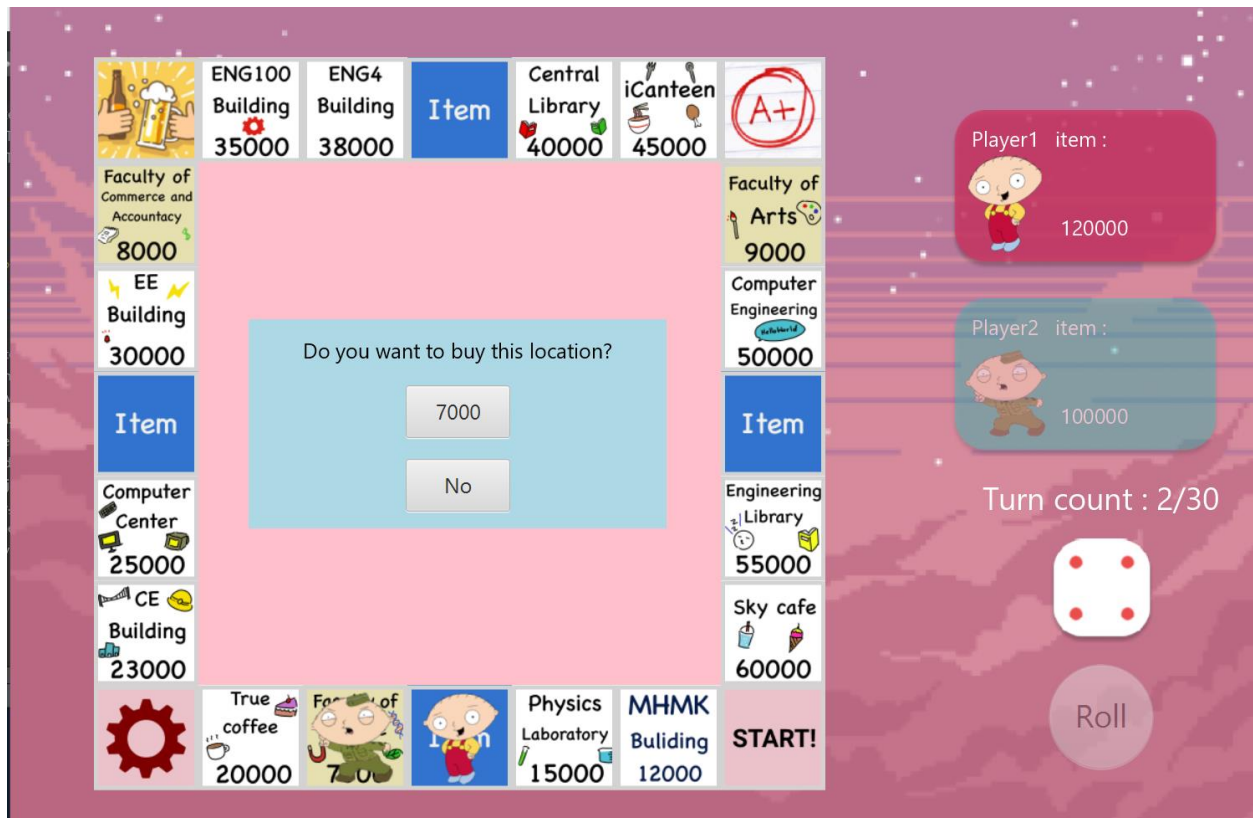 ENG100
Building
35000
ENG4
Building
38000
Item
Central
Library
40000
iCanteen
45000
A+
Faculty of
Commerce and
Accountacy
8000
Faculty of
Arts
9000
EE
Building
30000
Computer
Engineering
HelloWorld
50000
Item
Item
Computer
Center
25000
Engineering
Library
55000
CE
Building
23000
Sky cafe
60000
True
coffee
20000
of
Physics
Laboratory
15000
MHMK
Buliding
12000
START!
Do you want to buy this location?
7000
No
Player1 item :
120000
Player2 item :
100000
Turn count : 2/30
Roll